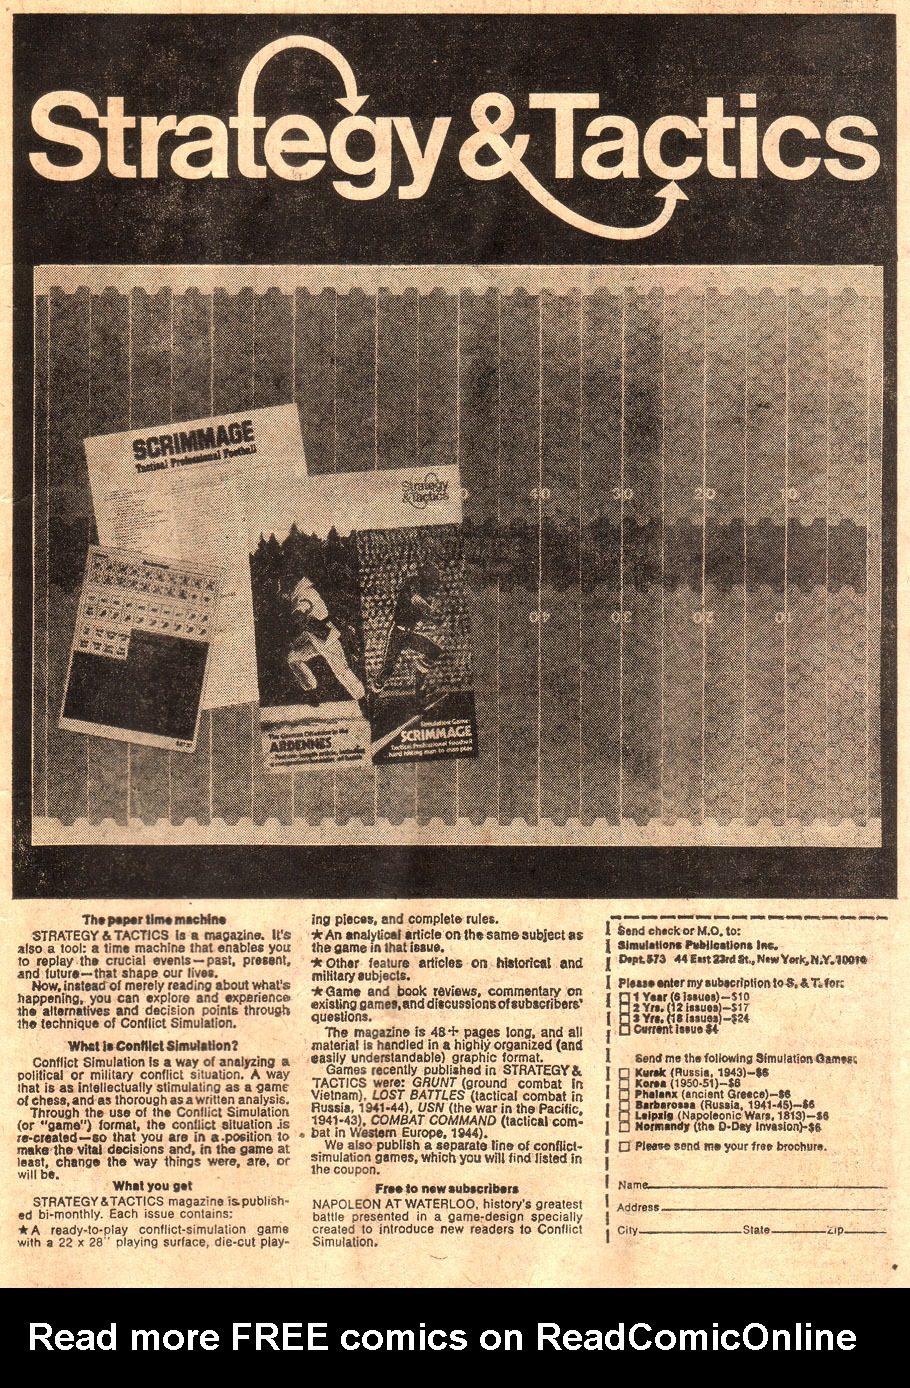 Strategy & Tactics
SCRIMMAGE
Tactical Professional Football
Strategy
& Tactics
40 30 20 10
40 30 20 10
The German Offensive in the
ARDENNES
Simulation Game:
SCRIMMAGE
Tactical Professional Football
...hard hitting man to man play
The paper time machine
STRATEGY & TACTICS is a magazine. It's
also a tool: a time machine that enables you
to replay the crucial events—past, present,
and future—that shape our lives.
Now, instead of merely reading about what's
happening, you can explore and experience
the alternatives and decision points through
the technique of Conflict Simulation.
What is Conflict Simulation?
Conflict Simulation is a way of analyzing a
political or military conflict situation. A way
that is as intellectually stimulating as a game
of chess, and as thorough as a written analysis.
Through the use of the Conflict Simulation
(or "game") format, the conflict situation is
re-created—so that you are in a position to
make the vital decisions and, in the game at
least, change the way things were, are, or
will be.
What you get
STRATEGY & TACTICS magazine is publish-
ed bi-monthly. Each issue contains:
★A ready-to-play conflict-simulation game
with a 22 x 28" playing surface, die-cut play-
ing pieces, and complete rules.
★An analytical article on the same subject as
the game in that issue.
★Other feature articles on historical and
military subjects.
★Game and book reviews, commentary on
existing games, and discussions of subscribers'
questions.
The magazine is 48+ pages long, and all
material is handled in a highly organized (and
easily understandable) graphic format.
Games recently published in STRATEGY &
TACTICS were: GRUNT (ground combat in
Vietnam), LOST BATTLES (tactical combat in
Russia, 1941-44), USN (the war in the Pacific,
1941-43), COMBAT COMMAND (tactical com-
bat in Western Europe, 1944).
We also publish a separate line of conflict-
simulation games, which you will find listed in
the coupon.
Free to new subscribers
NAPOLEON AT WATERLOO, history's greatest
battle presented in a game-design specially
created to introduce new readers to Conflict
Simulation.
Send check or M.O. to:
Simulations Publications Inc.
Dept. 573 44 East 23rd St., New York, N.Y. 10010
Please enter my subscription to S. & T. for:
1 Year (6 issues)—$10
2 Yrs. (12 issues)—$17
3 Yrs. (18 issues)—$24
Current issue $4
Send me the following Simulation Games:
Kursk (Russia, 1943)—$6
Korea (1950-51)—$6
Phalanx (ancient Greece)—$6
Barbarossa (Russia, 1941-45)—$6
Leipzig (Napoleonic Wars, 1813)—$6
Normandy (the D-Day Invasion)-$6
Please send me your free brochure.
Name
Address
City State Zip
Read more FREE comics on ReadComicOnline